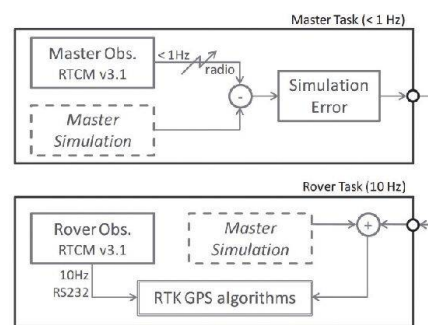 Master Task (< 1 Hz)
Master Obs.
RTCM v3.1
< 1Hz
radio
-
Master
Simulation
Simulation
Error
Rover Task (10 Hz)
Rover Obs.
RTCM v3.1
Master
Simulation
+
10Hz
RS232
RTK GPS algorithms